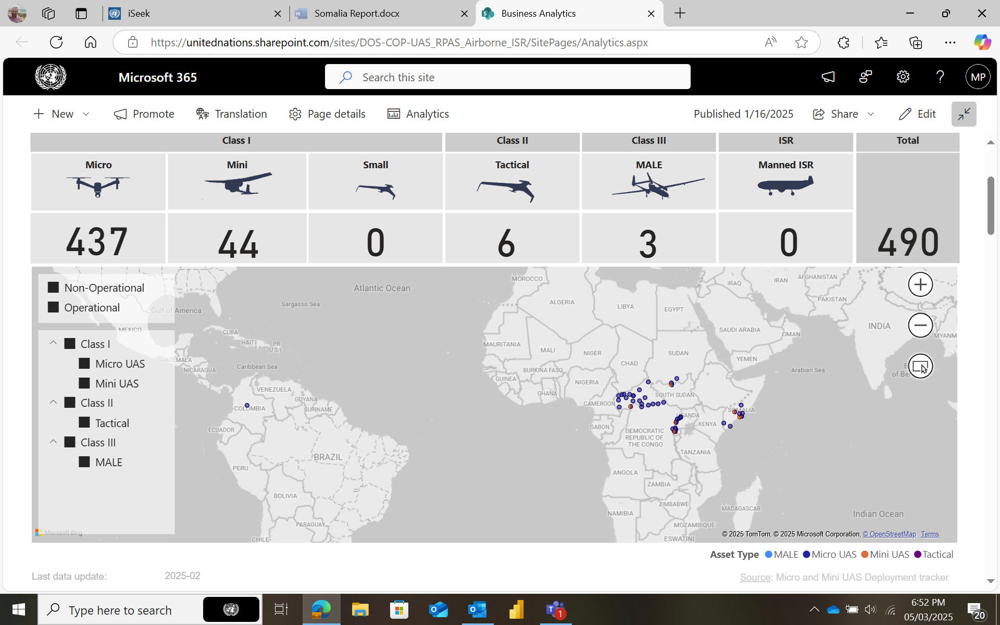 iSeek
Somalia Report.docx
Business Analytics
https://unitednations.sharepoint.com/sites/DOS-COP-UAS_RPAS_Airborne_ISR/SitePages/Analytics.aspx
Microsoft 365
Search this site
MP
New
Promote
Translation
Page details
Analytics
Published 1/16/2025
Share
Edit
Class I
Class II
Class III
ISR
Total
Micro
Mini
Small
Tactical
MALE
Manned ISR
437
44
0
6
3
0
490
Non-Operational
Operational
Class I
Micro UAS
Mini UAS
Class II
Tactical
Class III
MALE
Atlantic Ocean
Sargasso Sea
Gulf of America
MEXICO
CUBA
HAITI
PR
(U.S.)
GUATEMALA
NICARAGUA
Caribbean Sea
VENEZUELA
GUYANA
SURINAME
COLOMBIA
ECUADOR
PERU
BRAZIL
BOLIVIA
PARAGUAY
CHILE
MOROCCO
ALGERIA
LIBYA
EGYPT
IRAQ
IRAN
AFGHANISTAN
PAKISTAN
INDIA
SAUDI ARABIA
OMAN
MYANM
MAURITANIA
MALI
NIGER
CHAD
SUDAN
YEMEN
Arabian Sea
of Be
BURKINA FASO
GUINEA
GHANA
NIGERIA
CAMEROON
SOUTH SUDAN
SOMALIA
UGANDA
KENYA
GABON
DEMOCRATIC
REPUBLIC OF
THE CONGO
TANZANIA
ANGOLA
ZAMBIA
ZIMBABWE
NAMIBIA
MOZAMBIQUE
MADAGASCAR
ESWATINI
Indian Ocean
Microsoft Bing
© 2025 TomTom, © 2025 Microsoft Corporation, © OpenStreetMap Terms
Asset Type MALE Micro UAS Mini UAS Tactical
Last data update: 2025-02
Source: Micro and Mini UAS Deployment tracker
Type here to search
1
6:52 PM
05/03/2025
20